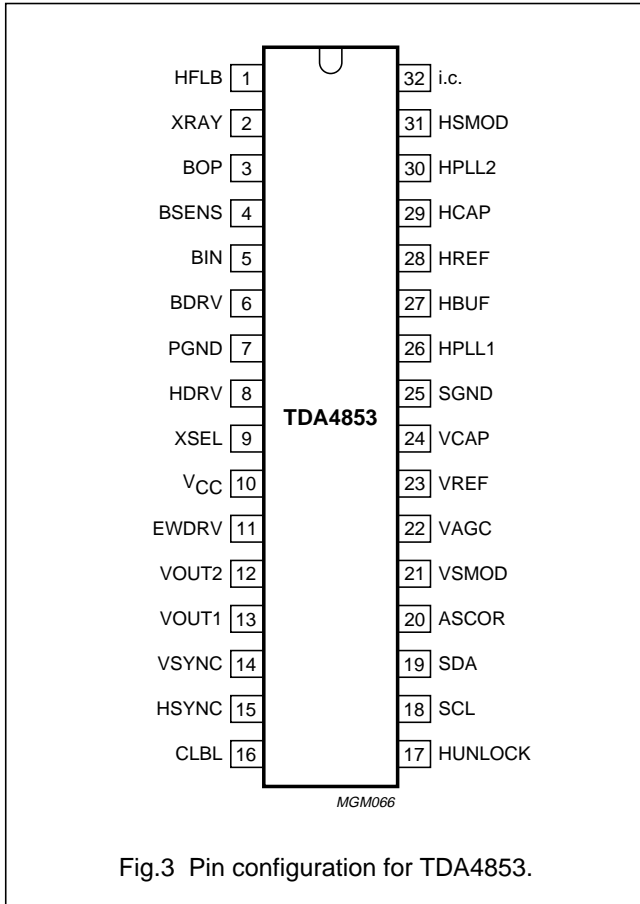 HFLB 1 32 i.c.
XRAY 2 31 HSMOD
BOP 3 30 HPLL2
BSENS 4 29 HCAP
BIN 5 28 HREF
BDRV 6 27 HBUF
PGND 7 26 HPLL1
HDRV 8 25 SGND
TDA4853
XSEL 9 24 VCAP
VCC 10 23 VREF
EWDRV 11 22 VAGC
VOUT2 12 21 VSMOD
VOUT1 13 20 ASCOR
VSYNC 14 19 SDA
HSYNC 15 18 SCL
CLBL 16 17 HUNLOCK
MGM066
Fig.3 Pin configuration for TDA4853.